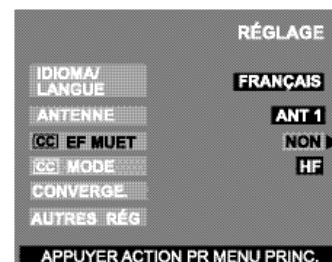 RÉGLAGE
IDIOMA/
LANGUE
FRANÇAIS
ANTENNE
ANT 1
CC EF MUET
NON
CC MODE
HF
CONVERGE.
AUTRES RÉG
APPUYER ACTION PR MENU PRINC.